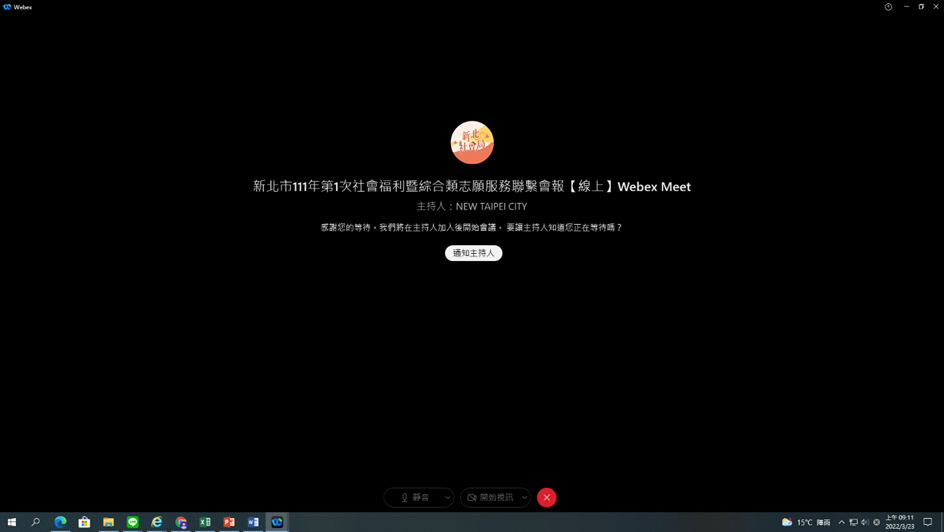 Webex
新北
社會局
新北市111年第1次社會福利暨綜合類志願服務聯繫會報【線上】Webex Meet
主持人：NEW TAIPEI CITY
感謝您的等待。我們將在主持人加入後開始會議。 要讓主持人知道您正在等待嗎？
通知主持人
靜音
開始視訊
15°C 陣雨
上午 09:11
2022/3/23